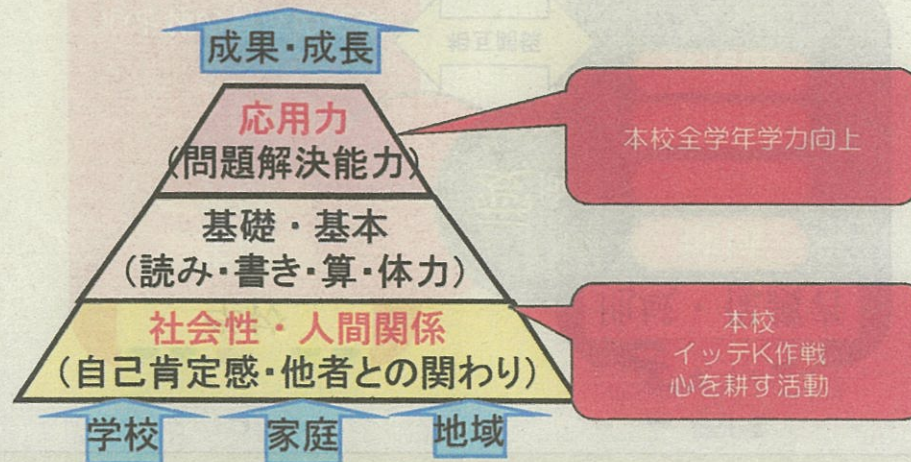 成果・成長
応用力
(問題解決能力)
本校全学年学力向上
基礎・基本
(読み・書き・算・体力)
社会性・人間関係
(自己肯定感・他者との関わり)
本校
イッテK作戦
心を耕す活動
学校
家庭
地域